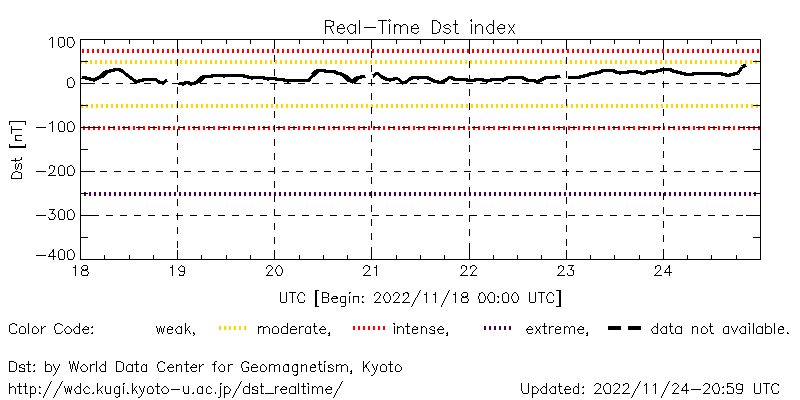 Real-Time Dst index
100
0
-100
-200
-300
-400
Dst [nT]
18 19 20 21 22 23 24
UTC [Begin: 2022/11/18 00:00 UTC]
Color Code: weak, moderate, intense, extreme, data not available.
Dst: by World Data Center for Geomagnetism, Kyoto
http://wdc.kugi.kyoto-u.ac.jp/dst_realtime/ Updated: 2022/11/24-20:59 UTC